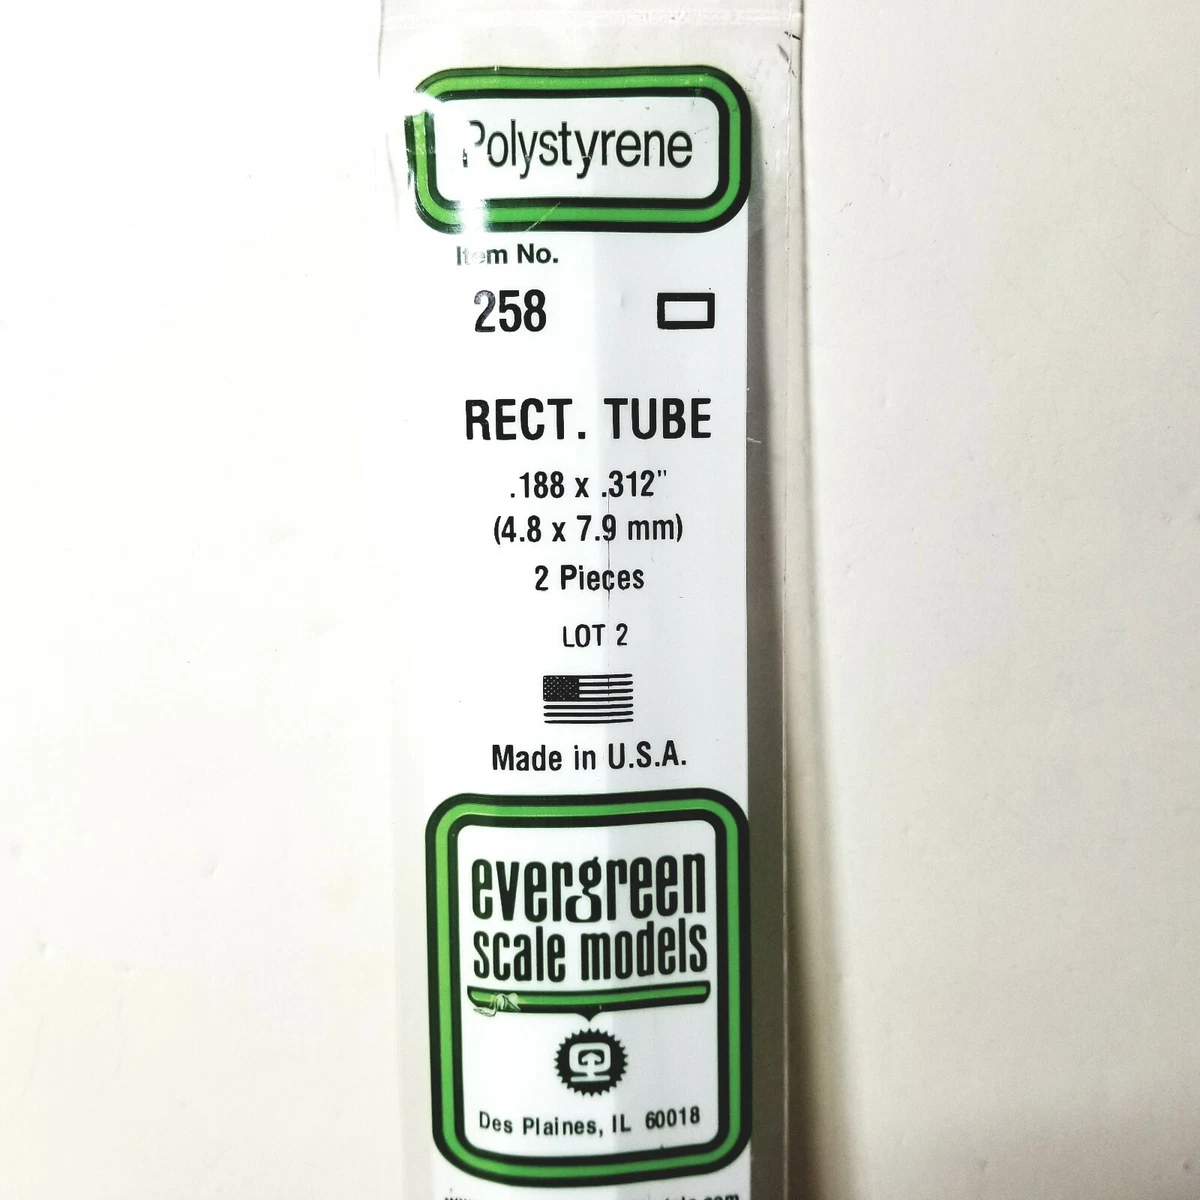 Polystyrene
Item No.
258
RECT. TUBE
.188 x .312"
(4.8 x 7.9 mm)
2 Pieces
LOT 2
Made in U.S.A.
evergreen
scale models
Des Plaines, IL 60018